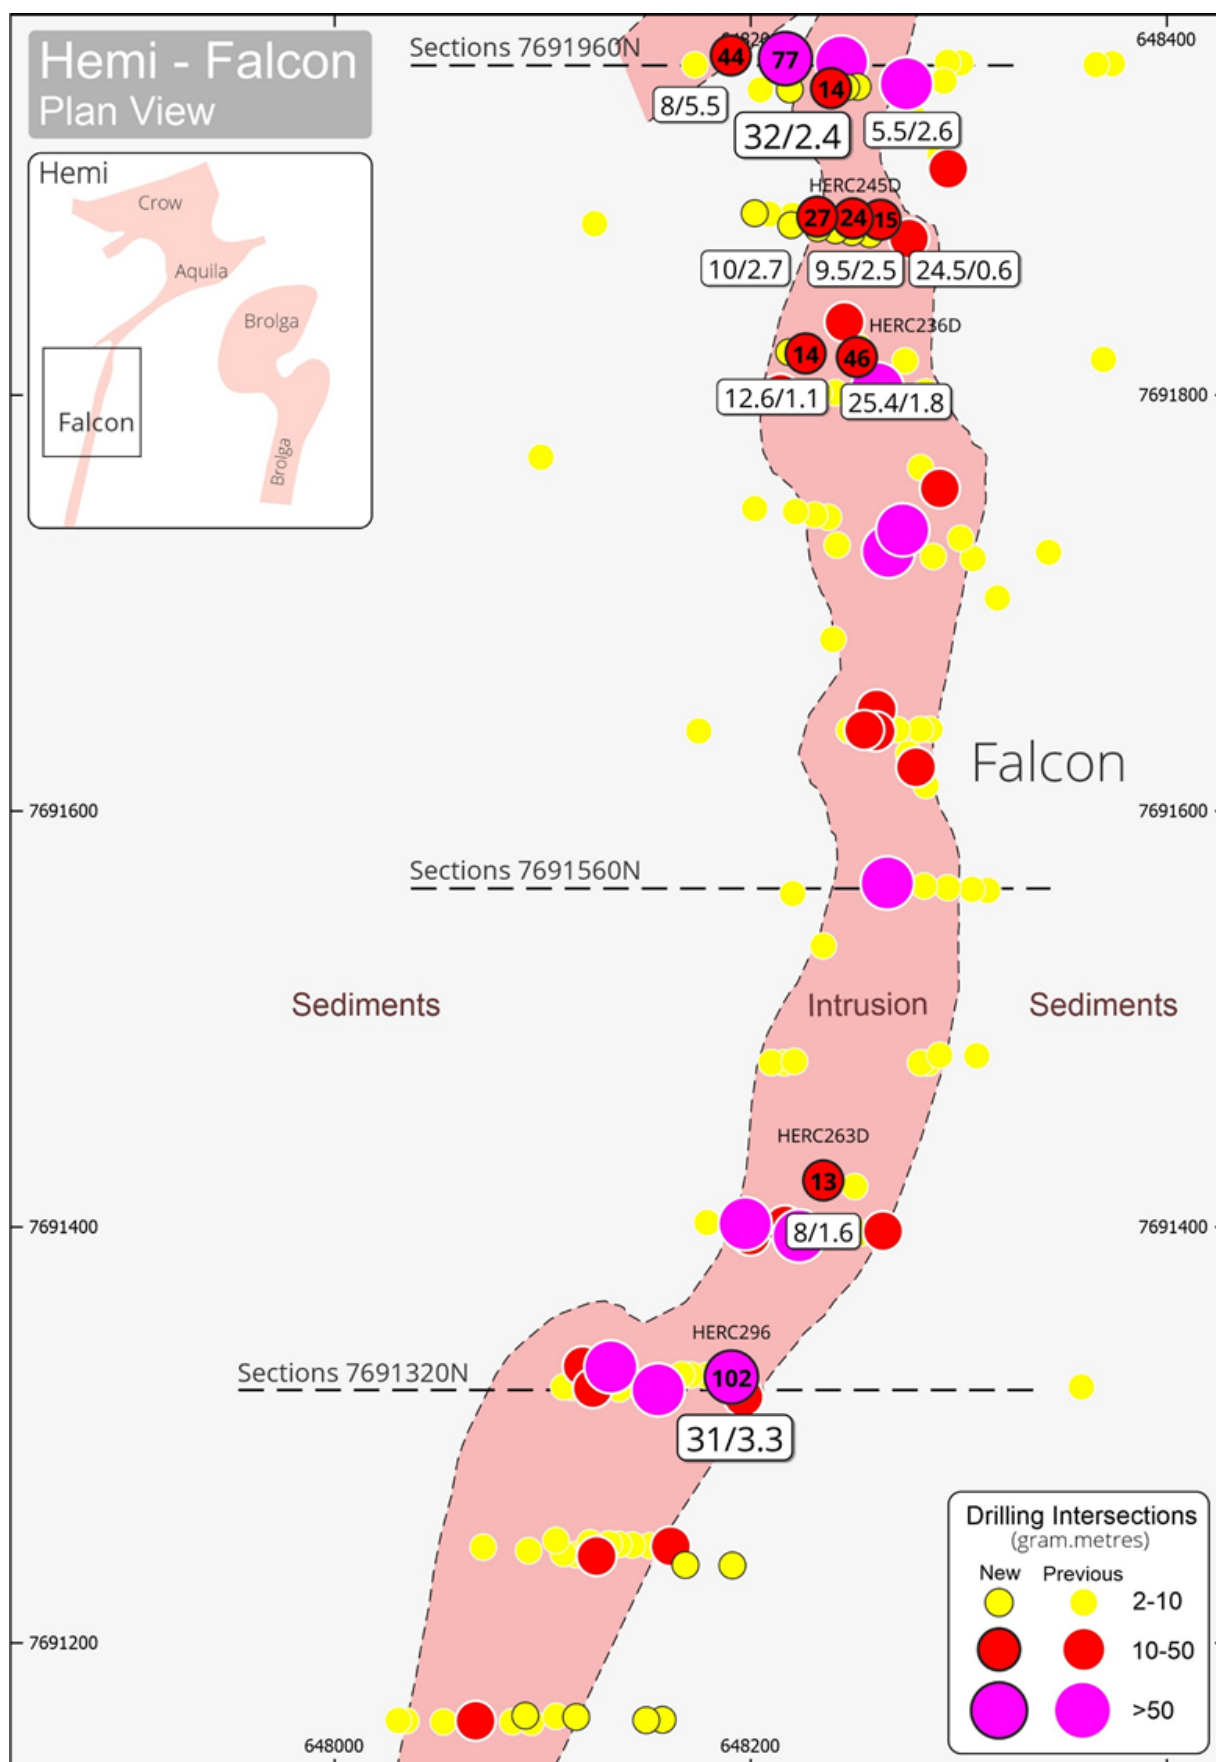 Hemi - Falcon
Plan View
Sections 7691960N
648400
44
77
14
8/5.5
32/2.4
5.5/2.6
Hemi
Crow
Aquila
Brolga
Falcon
Brolga
HERC245D
27
24
15
10/2.7
9.5/2.5
24.5/0.6
HERC236D
14
46
12.6/1.1
25.4/1.8
7691800
Falcon
7691600
7691600
Sections 7691560N
Sediments
Intrusion
Sediments
HERC263D
13
8/1.6
7691400
7691400
HERC296
Sections 7691320N
102
31/3.3
Drilling Intersections
(gram.metres)
New Previous
2-10
10-50
>50
7691200
648000
648200